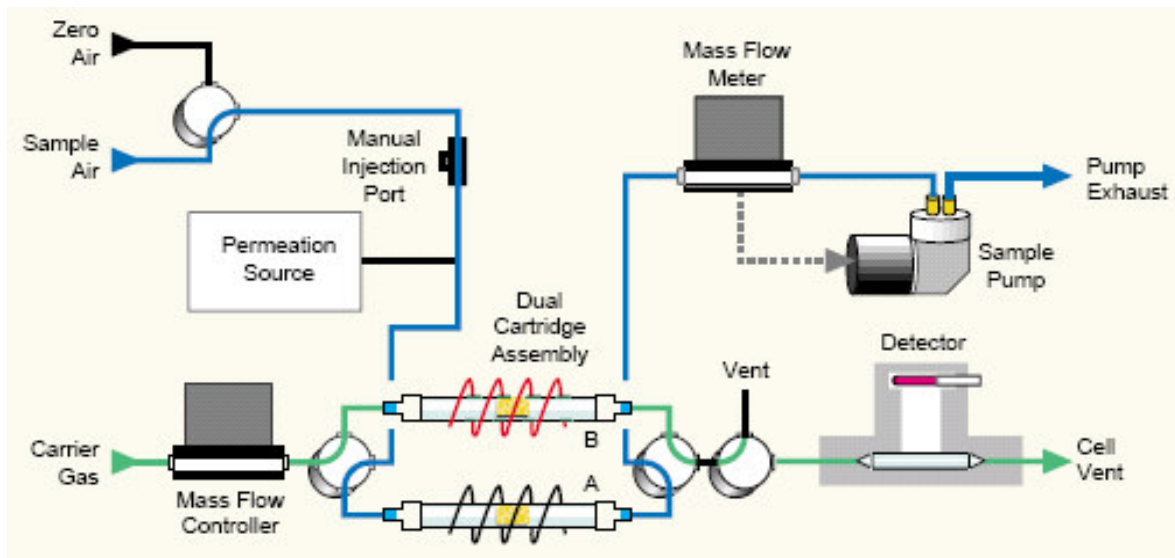 Zero
Air
Sample
Air
Manual
Injection
Port
Permeation
Source
Mass Flow
Meter
Pump
Exhaust
Sample
Pump
Dual
Cartridge
Assembly
Vent
Detector
Carrier
Gas
Mass Flow
Controller
B
A
Cell
Vent